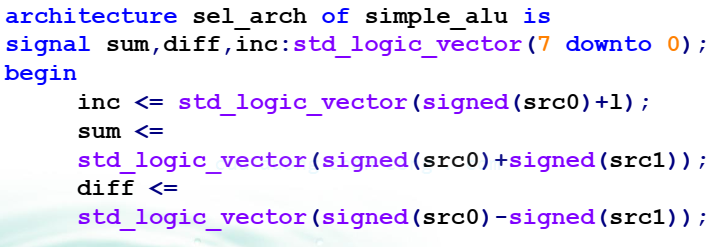 architecture sel_arch of simple_alu is
signal sum,diff,inc:std_logic_vector(7 downto 0);
begin
inc <= std_logic_vector(signed(src0)+l);
sum <=
std_logic_vector(signed(src0)+signed(src1));
diff <=
std_logic_vector(signed(src0)-signed(src1));